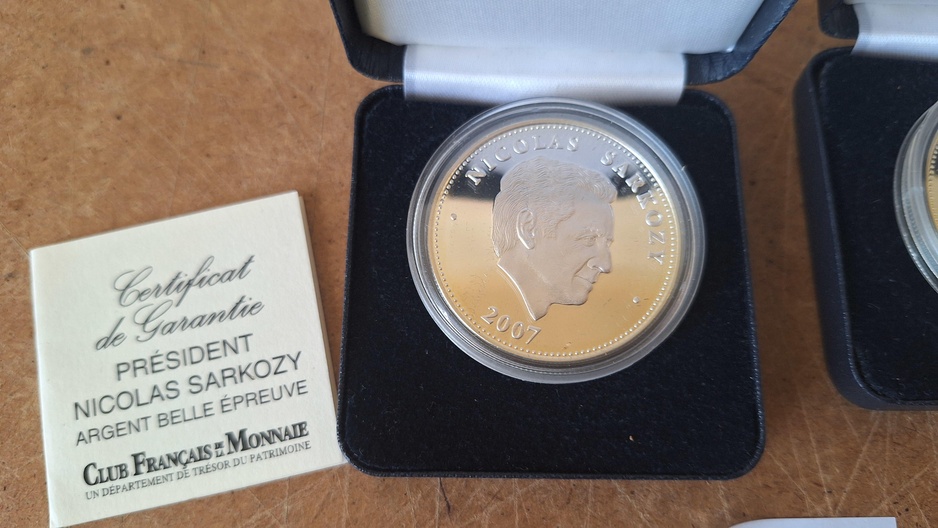 Certificat
de Garantie
PRÉSIDENT
NICOLAS SARKOZY
ARGENT BELLE ÉPREUVE
CLUB FRANÇAIS DE LA MONNAIE
UN DÉPARTEMENT DE TRÉSOR DU PATRIMOINE
NICOLAS SARKOZY
2007